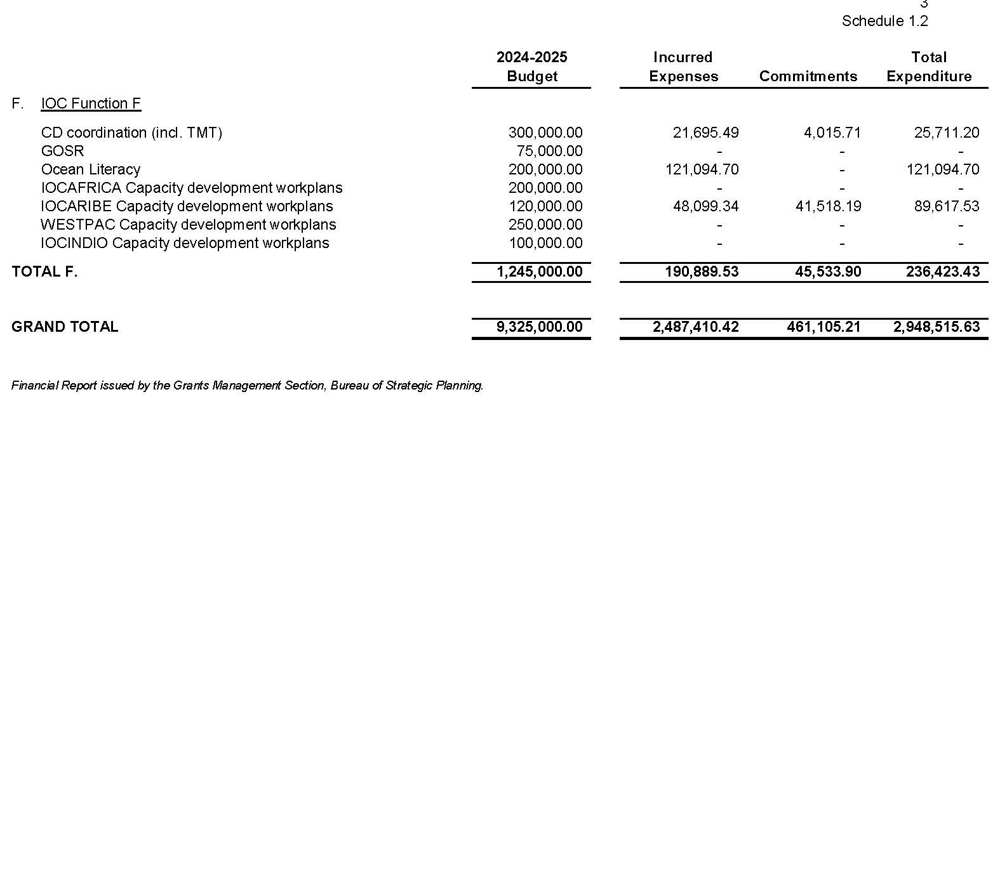 3
Schedule 1.2
2024-2025 Incurred Total
Budget Expenses Commitments Expenditure
F. IOC Function F
CD coordination (incl. TMT) 300,000.00 21,695.49 4,015.71 25,711.20
GOSR 75,000.00 - - -
Ocean Literacy 200,000.00 121,094.70 - 121,094.70
IOCAFRICA Capacity development workplans 200,000.00 - - -
IOCARIBE Capacity development workplans 120,000.00 48,099.34 41,518.19 89,617.53
WESTPAC Capacity development workplans 250,000.00 - - -
IOCINDIO Capacity development workplans 100,000.00 - - -
TOTAL F. 1,245,000.00 190,889.53 45,533.90 236,423.43
GRAND TOTAL 9,325,000.00 2,487,410.42 461,105.21 2,948,515.63
Financial Report issued by the Grants Management Section, Bureau of Strategic Planning.